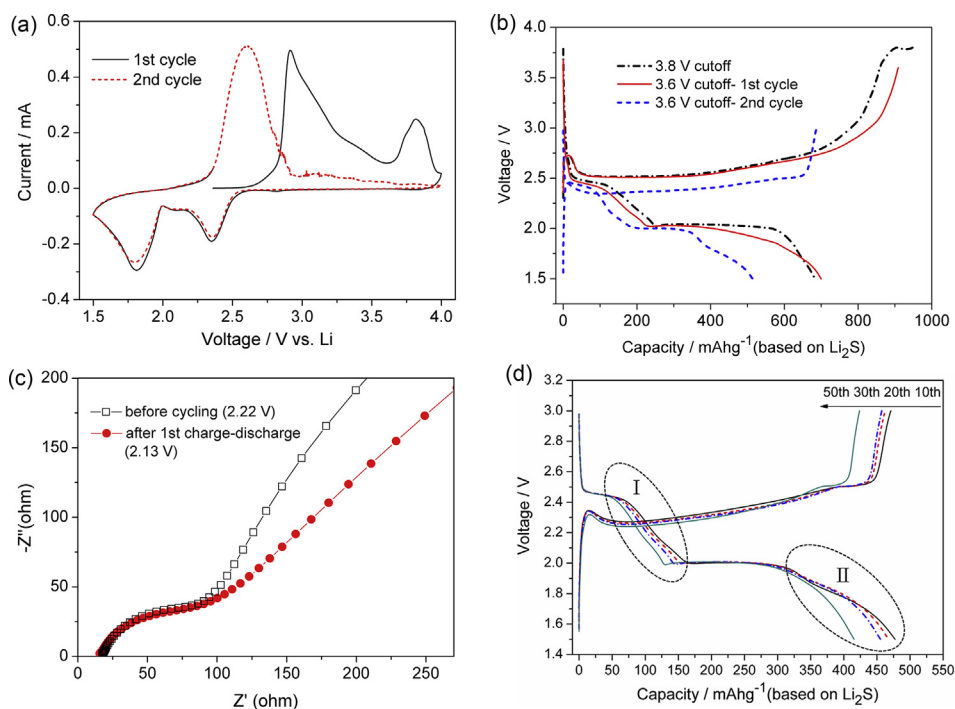 (a)
0.6
0.4
0.2
0.0
-0.2
0.4
Current / mA
1st cycle
2nd cycle
1.5 2.0 2.5 3.0 3.5 4.0
Voltage / V vs. Li
(b)
4.0
3.5
3.0
2.5
2.0
1.5
Voltage / V
3.8 V cutoff
3.6 V cutoff- 1st cycle
3.6 V cutoff- 2nd cycle
0 200 400 600 800 1000
Capacity / mAhg⁻¹(based on Li₂S)
(c)
200
150
100
50
0
-Z''(ohm)
before cycling (2.22 V)
after 1st charge-discharge
(2.13 V)
0 50 100 150 200 250
Z' (ohm)
(d)
3.2
3.0
2.8
2.6
2.4
2.2
2.0
1.8
1.6
1.4
Voltage / V
50th 30th 20th 10th
I
II
0 50 100 150 200 250 300 350 400 450 500 550
Capacity / mAhg⁻¹(based on Li₂S)